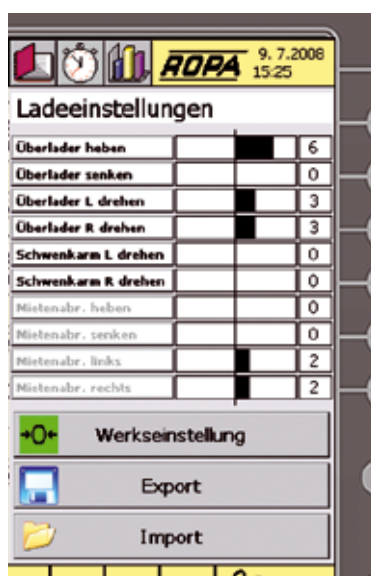 ROPA 9. 7.2008
15:25
Ladeeinstellungen
Überlader heben 6
Überlader senken 0
Überlader L drehen 3
Überlader R drehen 3
Schwenkarm L drehen 0
Schwenkarm R drehen 0
Mietenabr. heben 0
Mietenabr. senken 0
Mietenabr. links 2
Mietenabr. rechts 2
→0← Werkseinstellung
Export
Import